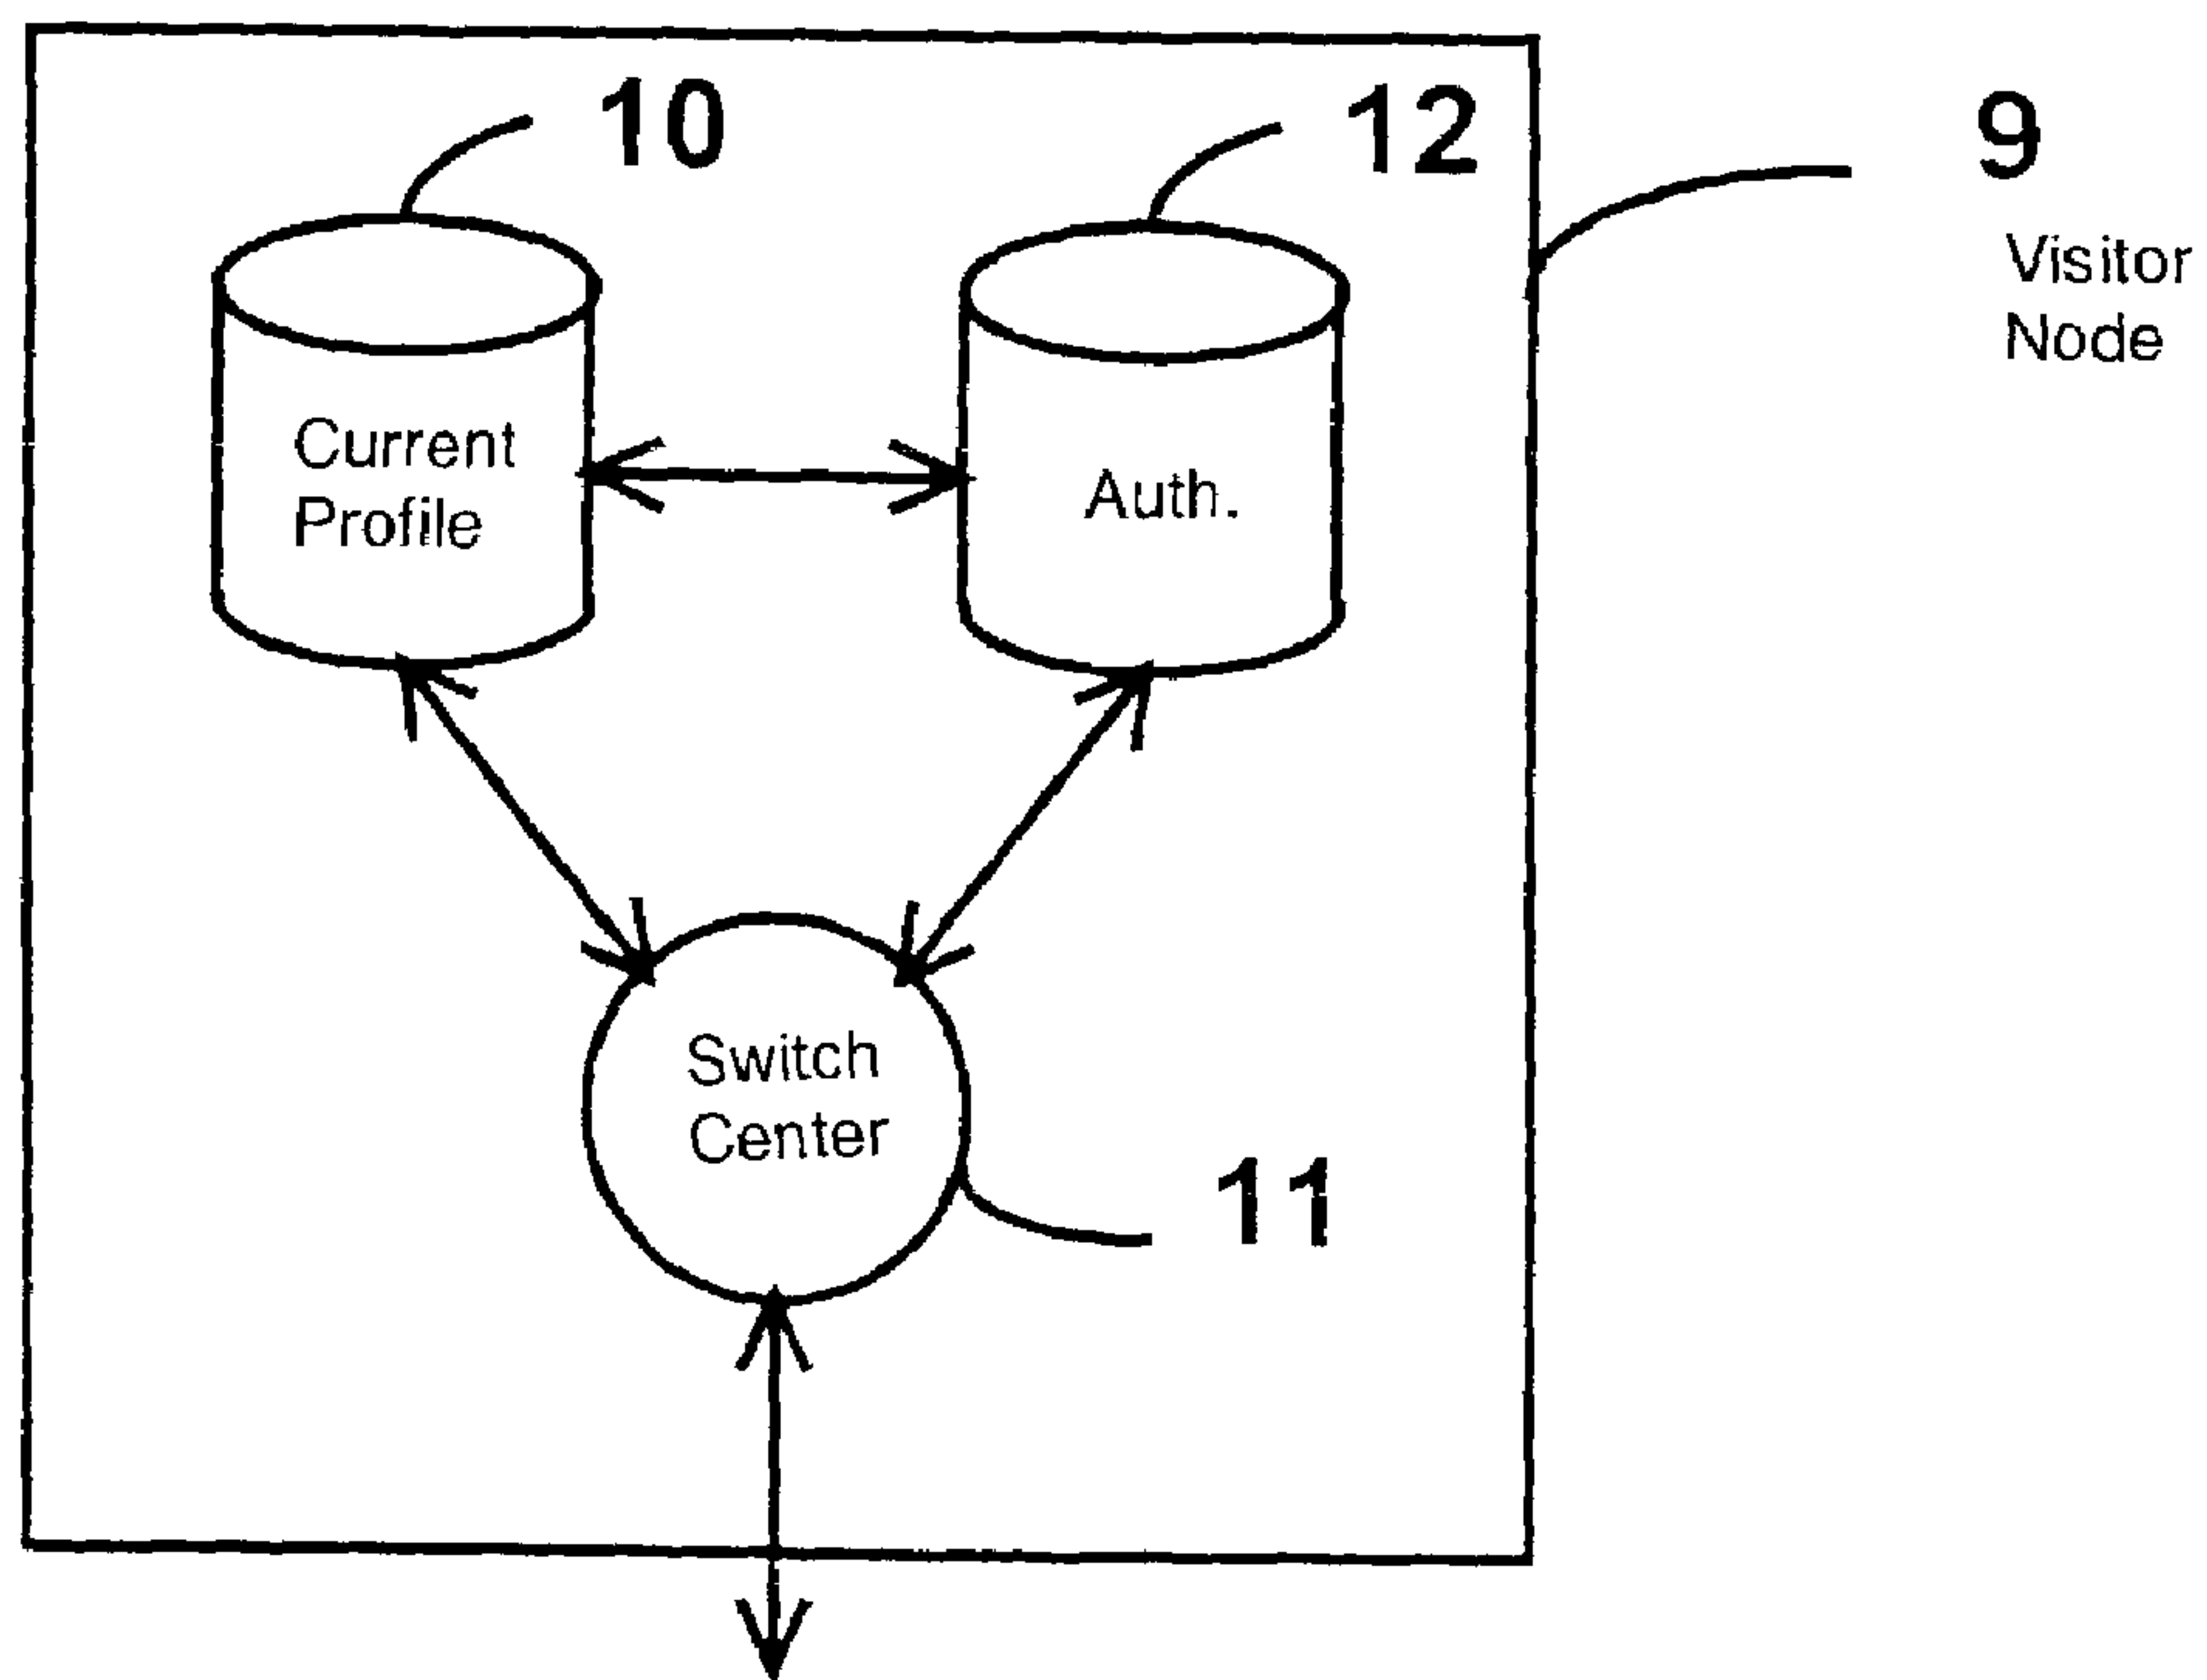 10
12
9
Visitor
Node
Current
Profile
Auth.
Switch
Center
11